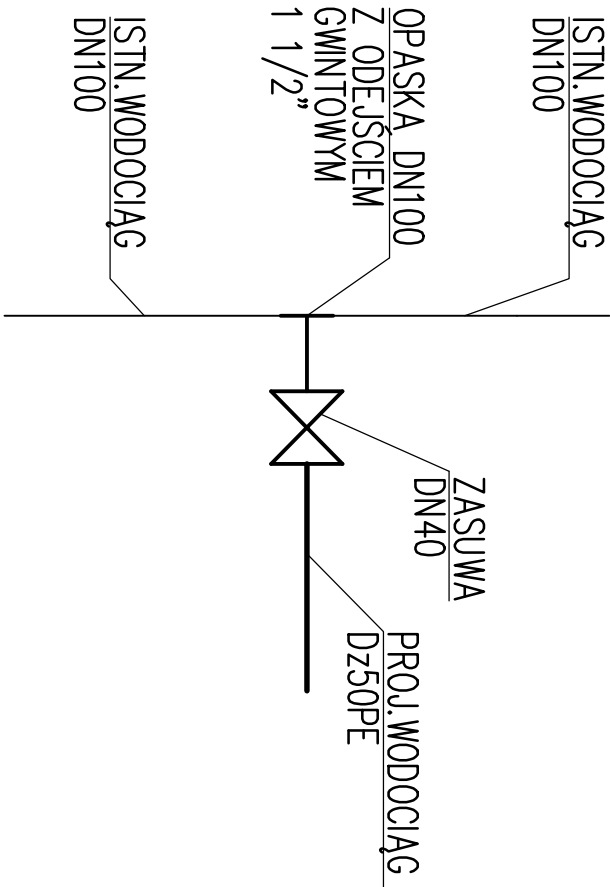 ISTN.WODOCIĄG
DN100
ZASUWA
DN40
OPASKA DN100
Z ODEJŚCIEM
GWINTOWYM
1 1/2”
PROJ.WODOCIĄG
Dz50PE
ISTN.WODOCIĄG
DN100